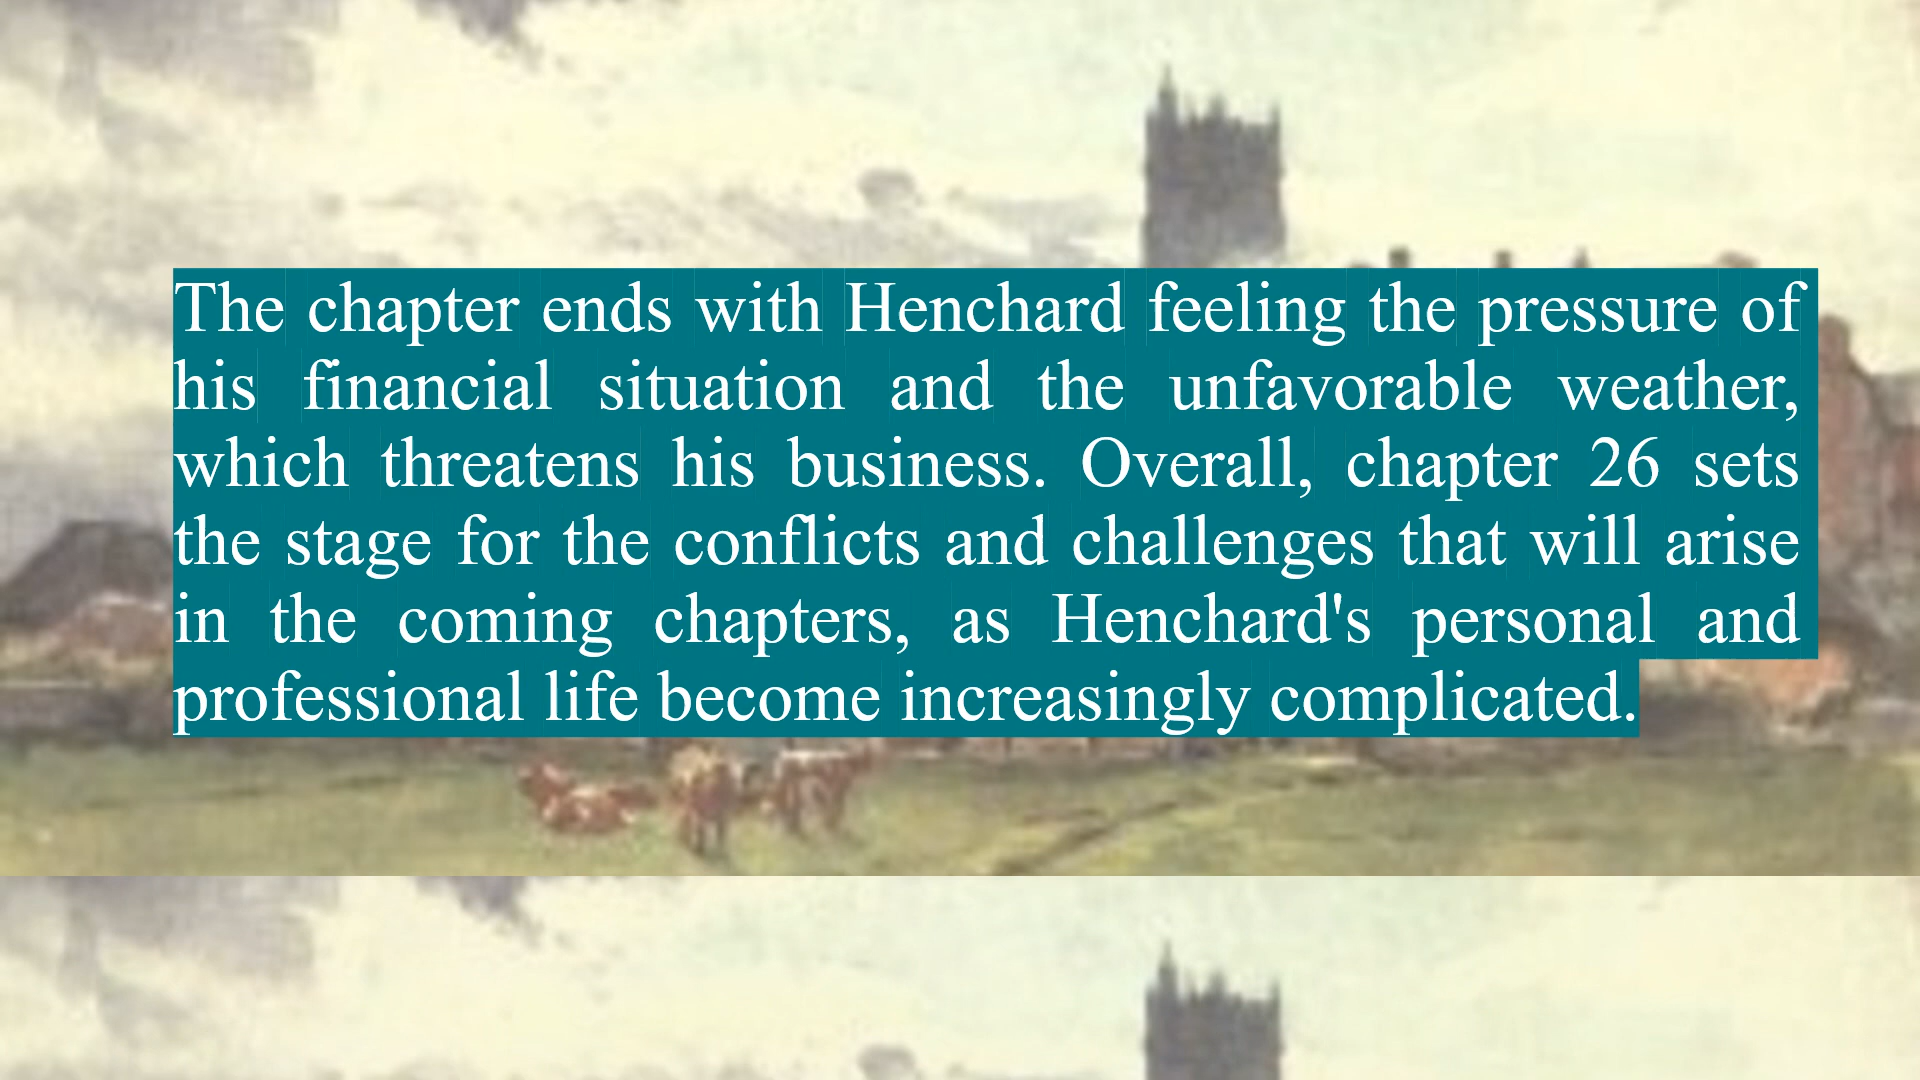 The chapter ends with Henchard feeling the pressure of
his financial situation and the unfavorable weather,
which threatens his business. Overall, chapter 26 sets
the stage for the conflicts and challenges that will arise
in the coming chapters, as Henchard's personal and
professional life become increasingly complicated.